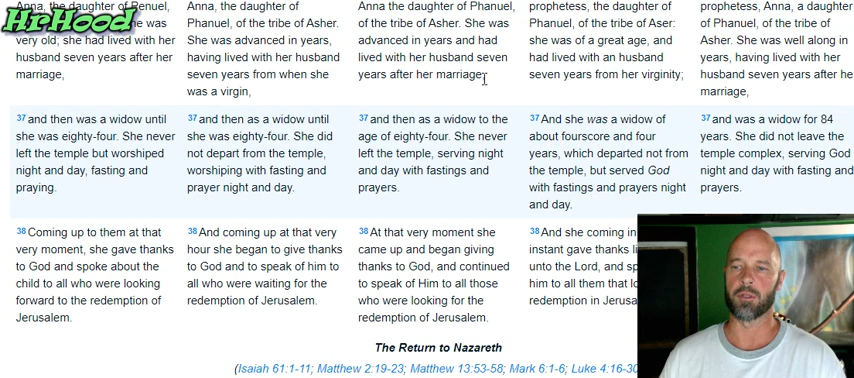 HrHood
Anna, the daughter of Penuel,
was
very old; she had lived with her
husband seven years after her
marriage,
37 and then was a widow until
she was eighty-four. She never
left the temple but worshiped
night and day, fasting and
praying.
38 Coming up to them at that
very moment, she gave thanks
to God and spoke about the
child to all who were looking
forward to the redemption of
Jerusalem.
Anna, the daughter of
Phanuel, of the tribe of Asher.
She was advanced in years,
having lived with her husband
seven years from when she
was a virgin,
37 and then as a widow until
she was eighty-four. She did
not depart from the temple,
worshiping with fasting and
prayer night and day.
38 And coming up at that very
hour she began to give thanks
to God and to speak of him to
all who were waiting for the
redemption of Jerusalem.
Anna, the daughter of Phanuel,
of the tribe of Asher. She was
advanced in years and had
lived with her husband seven
years after her marriage,
37 and then as a widow to the
age of eighty-four. She never
left the temple, serving night
and day with fastings and
prayers.
38 At that very moment she
came up and began giving
thanks to God, and continued
to speak of Him to all those
who were looking for the
redemption of Jerusalem.
prophetess, the daughter of
Phanuel, of the tribe of Aser:
she was of a great age, and
had lived with an husband
seven years from her virginity;
37 And she was a widow of
about fourscore and four
years, which departed not from
the temple, but served God
with fastings and prayers night
and day.
38 And she coming in
instant gave thanks li
unto the Lord, and sp
him to all them that lo
redemption in Jerusa
prophetess, Anna, a daughter
of Phanuel, of the tribe of
Asher. She was well along in
years, having lived with her
husband seven years after he
marriage,
37 and was a widow for 84
years. She did not leave the
temple complex, serving God
night and day with fasting and
prayers.
The Return to Nazareth
(Isaiah 61:1-11; Matthew 2:19-23; Matthew 13:53-58; Mark 6:1-6; Luke 4:16-30